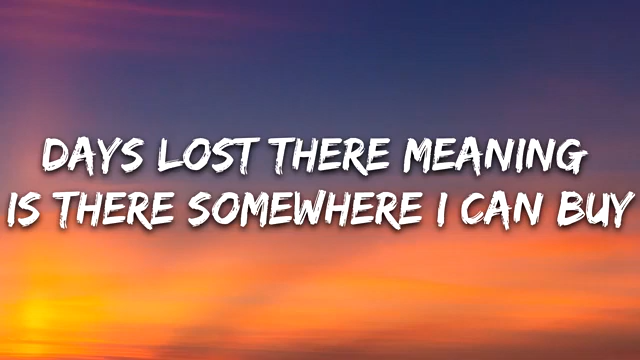 DAYS LOST THERE MEANING
IS THERE SOMEWHERE I CAN BUY